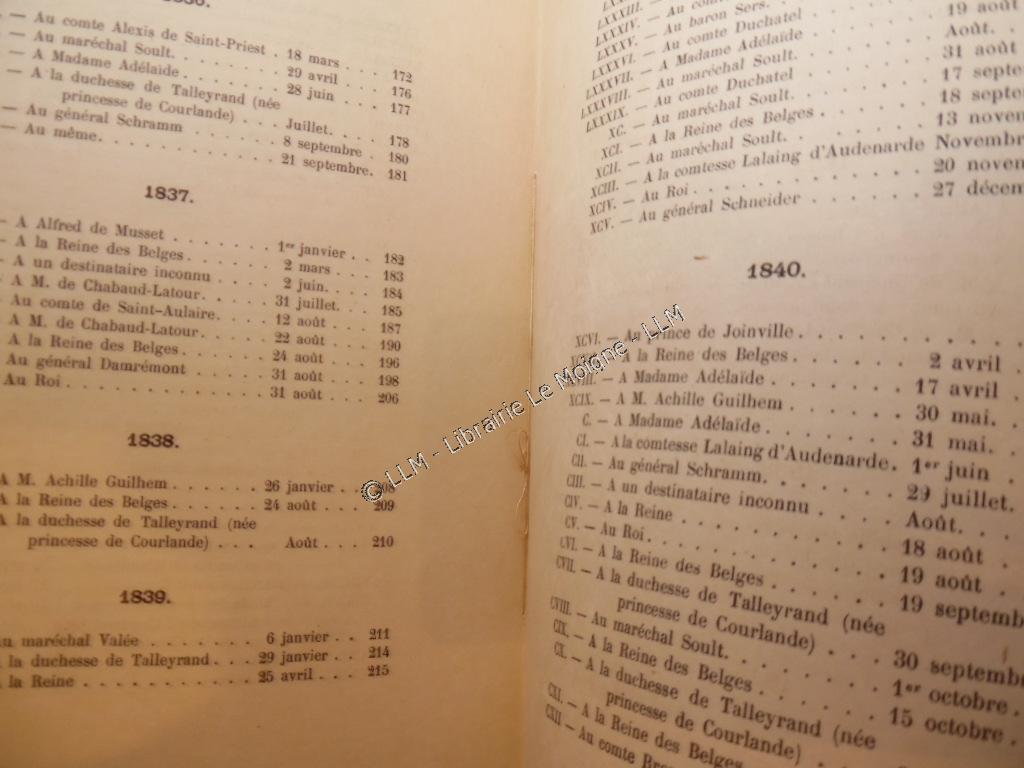 1836.
— Au comte Alexis de Saint-Priest . 18 mars . . . 172
— Au maréchal Soult. . . . . . . . 29 avril . . . 176
— A Madame Adélaïde . . . . . . . 28 juin . . . 177
— A la duchesse de Talleyrand (née
princesse de Courlande) . . . Juillet. . . . 178
— Au général Schramm . . . . . . 8 septembre . 180
— Au même. . . . . . . . . . . . 21 septembre. 181
1837.
— A Alfred de Musset . . . . . . . 1er janvier . . 182
— A la Reine des Belges. . . . . . . 2 mars . . . 183
— A un destinataire inconnu . . . . 2 juin. . . . 184
A M. de Chabaud-Latour. . . . . . 31 juillet. . . 185
Au comte de Saint-Aulaire. . . . . 12 août . . . 187
A M. de Chabaud-Latour. . . . . . 22 août . . . 190
A la Reine des Belges . . . . . . . 24 août . . . 196
Au général Damrémont . . . . . . 31 août . . . 198
Au Roi . . . . . . . . . . . . . . 31 août . . . 206
1838.
A M. Achille Guilhem . . . . . . . 26 janvier . . 208
A la Reine des Belges . . . . . . . 24 août . . . 209
A la duchesse de Talleyrand (née
princesse de Courlande) . . . Août . . . 210
1839.
Au maréchal Valée . . . . . . . . 6 janvier . . 211
A la duchesse de Talleyrand. . . . 29 janvier . . 214
A la Reine . . . . . . . . . . . . 25 avril . . . 215
LXXXIII. —
LXXXIV. — Au baron Sers. . . . 19 août
LXXXV. — Au comte Duchatel . . . Août.
LXXXVI. — A Madame Adélaïde . . . 31 août
LXXXVII. — Au maréchal Soult. . . . 17 septe
LXXXVIII. — Au comte Duchatel . . . 18 septe
LXXXIX. — Au maréchal Soult. . . . 13 novem
XC. — A la Reine des Belges . . .
XCI. — Au maréchal Soult. . . .
XCII. — A la comtesse Lalaing d'Audenarde Novembre
XCIII. — Au Roi . . . . . . . . 20 novem
XCIV. — Au général Schneider . . . 27 décem
XCV. —
1840.
XCVI. — Au Prince de Joinville . . . . . . .
A la Reine des Belges . . . . . . 2 avril
— A Madame Adélaïde . . . . . . 17 avril
XCIX. — A M. Achille Guilhem . . . . . 30 mai.
C. — A Madame Adélaïde . . . . . . 31 mai.
CI. — A la comtesse Lalaing d'Audenarde. 1er juin
CII. — Au général Schramm. . . . . . 29 juillet.
CIII. — A un destinataire inconnu . . . Août.
CIV. — A la Reine . . . . . . . . . 18 août
CV. — Au Roi. . . . . . . . . . . 19 août
CVI. — A la Reine des Belges . . . . . 19 septemb
CVII. — A la duchesse de Talleyrand (née
princesse de Courlande) . . . 30 septemb
CVIII. — Au maréchal Soult. . . . . . . 1er octobre
CIX. — A la Reine des Belges . . . . . 15 octobre
CX. — A la duchesse de Talleyrand (née
princesse de Courlande)
CXI. — A la Reine des Belges
CXII — Au comte
© LLM - Librairie Le Moigne - LLM